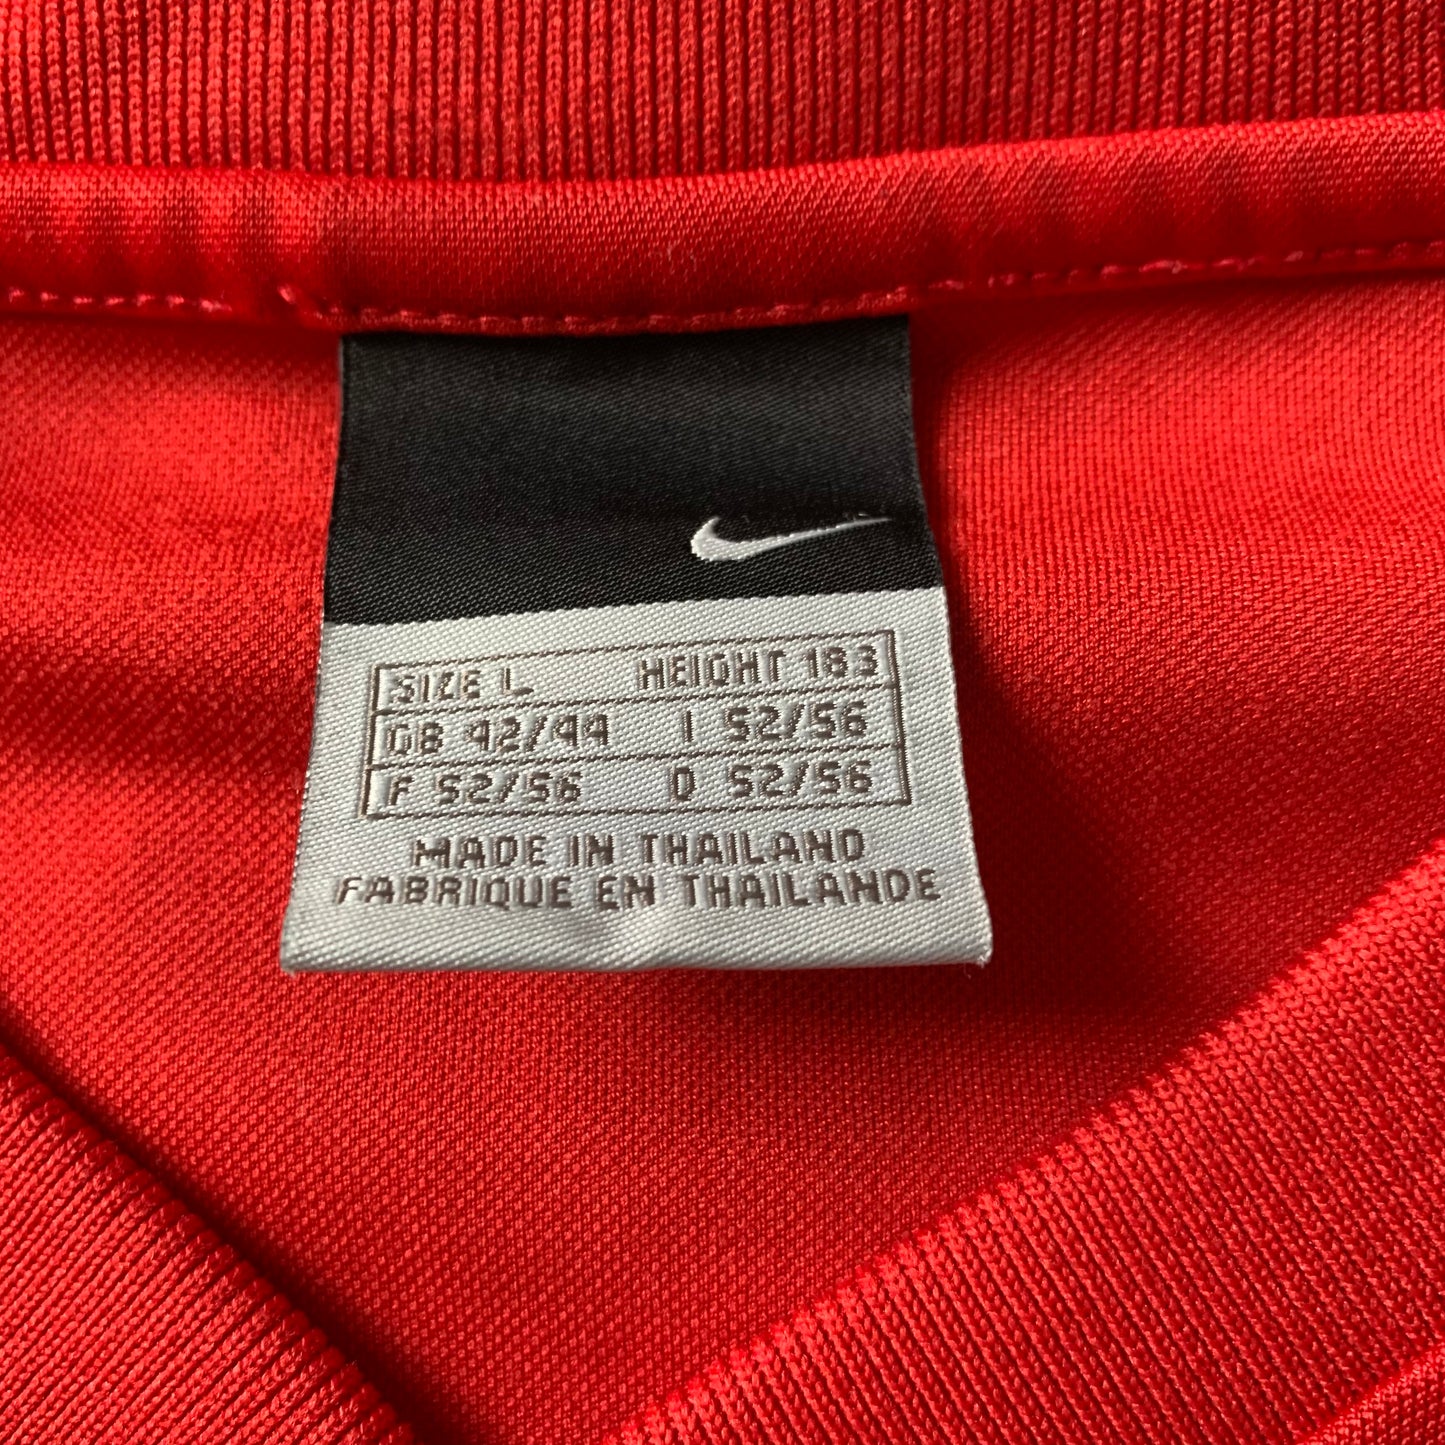 SIZE L HEIGHT 183
GB 42/44 I 52/56
F 52/56 D 52/56
MADE IN THAILAND
FABRIQUE EN THAILANDE